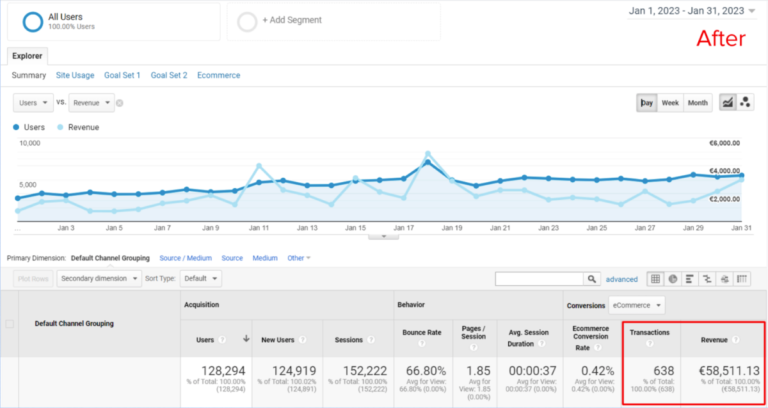 All Users
100.00% Users
+ Add Segment
Jan 1, 2023 - Jan 31, 2023
After
Explorer
Summary Site Usage Goal Set 1 Goal Set 2 Ecommerce
Users vs. Revenue
Day Week Month
Users Revenue
10,000 €6,000.00
5,000 €4,000.00
€2,000.00
... Jan 3 Jan 5 Jan 7 Jan 9 Jan 11 Jan 13 Jan 15 Jan 17 Jan 19 Jan 21 Jan 23 Jan 25 Jan 27 Jan 29 Jan 31
Primary Dimension: Default Channel Grouping Source / Medium Source Medium Other
Plot Rows Secondary dimension Sort Type: Default advanced
Default Channel Grouping
Acquisition
Behavior
Conversions eCommerce
Users ? New Users ? Sessions ?
Bounce Rate ?
Pages / Session ?
Avg. Session Duration ?
Ecommerce Conversion Rate ?
Transactions ?
Revenue ?
128,294
% of Total: 100.00%
(128,294)
124,919
% of Total: 100.02%
(124,891)
152,222
% of Total: 100.00%
(152,222)
66.80%
Avg for View:
66.80% (0.00%)
1.85
Avg for
View: 1.85
(0.00%)
00:00:37
Avg for View:
00:00:37 (0.00%)
0.42%
Avg for View:
0.42% (0.00%)
638
% of Total:
100.00% (638)
€58,511.13
% of Total: 100.00%
(€58,511.13)